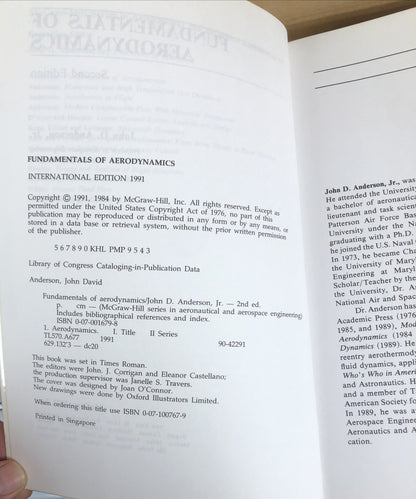 FUNDAMENTALS OF AERODYNAMICS
INTERNATIONAL EDITION 1991
Copyright © 1991, 1984 by McGraw-Hill, Inc. All rights reserved. Except as
permitted under the United States Copyright Act of 1976, no part of this
publication may be reproduced or distributed in any form or by any means, or
stored in a data base or retrieval system, without the prior written permission
of the publisher.
5 6 7 8 9 0 KHL PMP 9 5 4 3
Library of Congress Cataloging-in-Publication Data
Anderson, John David
Fundamentals of aerodynamics/John D. Anderson, Jr. — 2nd ed.
p. cm — (McGraw-Hill series in aeronautical and aerospace engineering)
Includes bibliographical references and index.
ISBN 0-07-001679-8
1. Aerodynamics. I. Title II Series
TL570.A677 1991
629.132'3 — dc20 90-42291
This book was set in Times Roman.
The editors were John. J. Corrigan and Eleanor Castellano;
the production supervisor was Janelle S. Travers.
The cover was designed by Joan O'Connor.
New drawings were done by Oxford Illustrators Limited.
When ordering this title use ISBN 0-07-100767-9
Printed in Singapore
John D. Anderson, Jr., was
He attended the University
a bachelor of aeronautical
lieutenant and task scientist
Patterson Air Force Base
University under the National
graduating with a Ph.D.
he joined the U.S. Naval
In 1973, he became Chair
the University of Maryland
Engineering at Maryland
Scholar/Teacher by the
the University, Dr. An
National Air and Space
Dr. Anderson has
Academic Press (1976
1985, and 1989), Mod
Aerodynamics (1984
Dynamics (1989). He
reentry aerothermody
fluid dynamics, appli
Who's Who in Ameri
and Astronautics. H
and a member of T
American Society fo
In 1989, he was a
Aerospace Engineer
Aeronautics and A
cation.